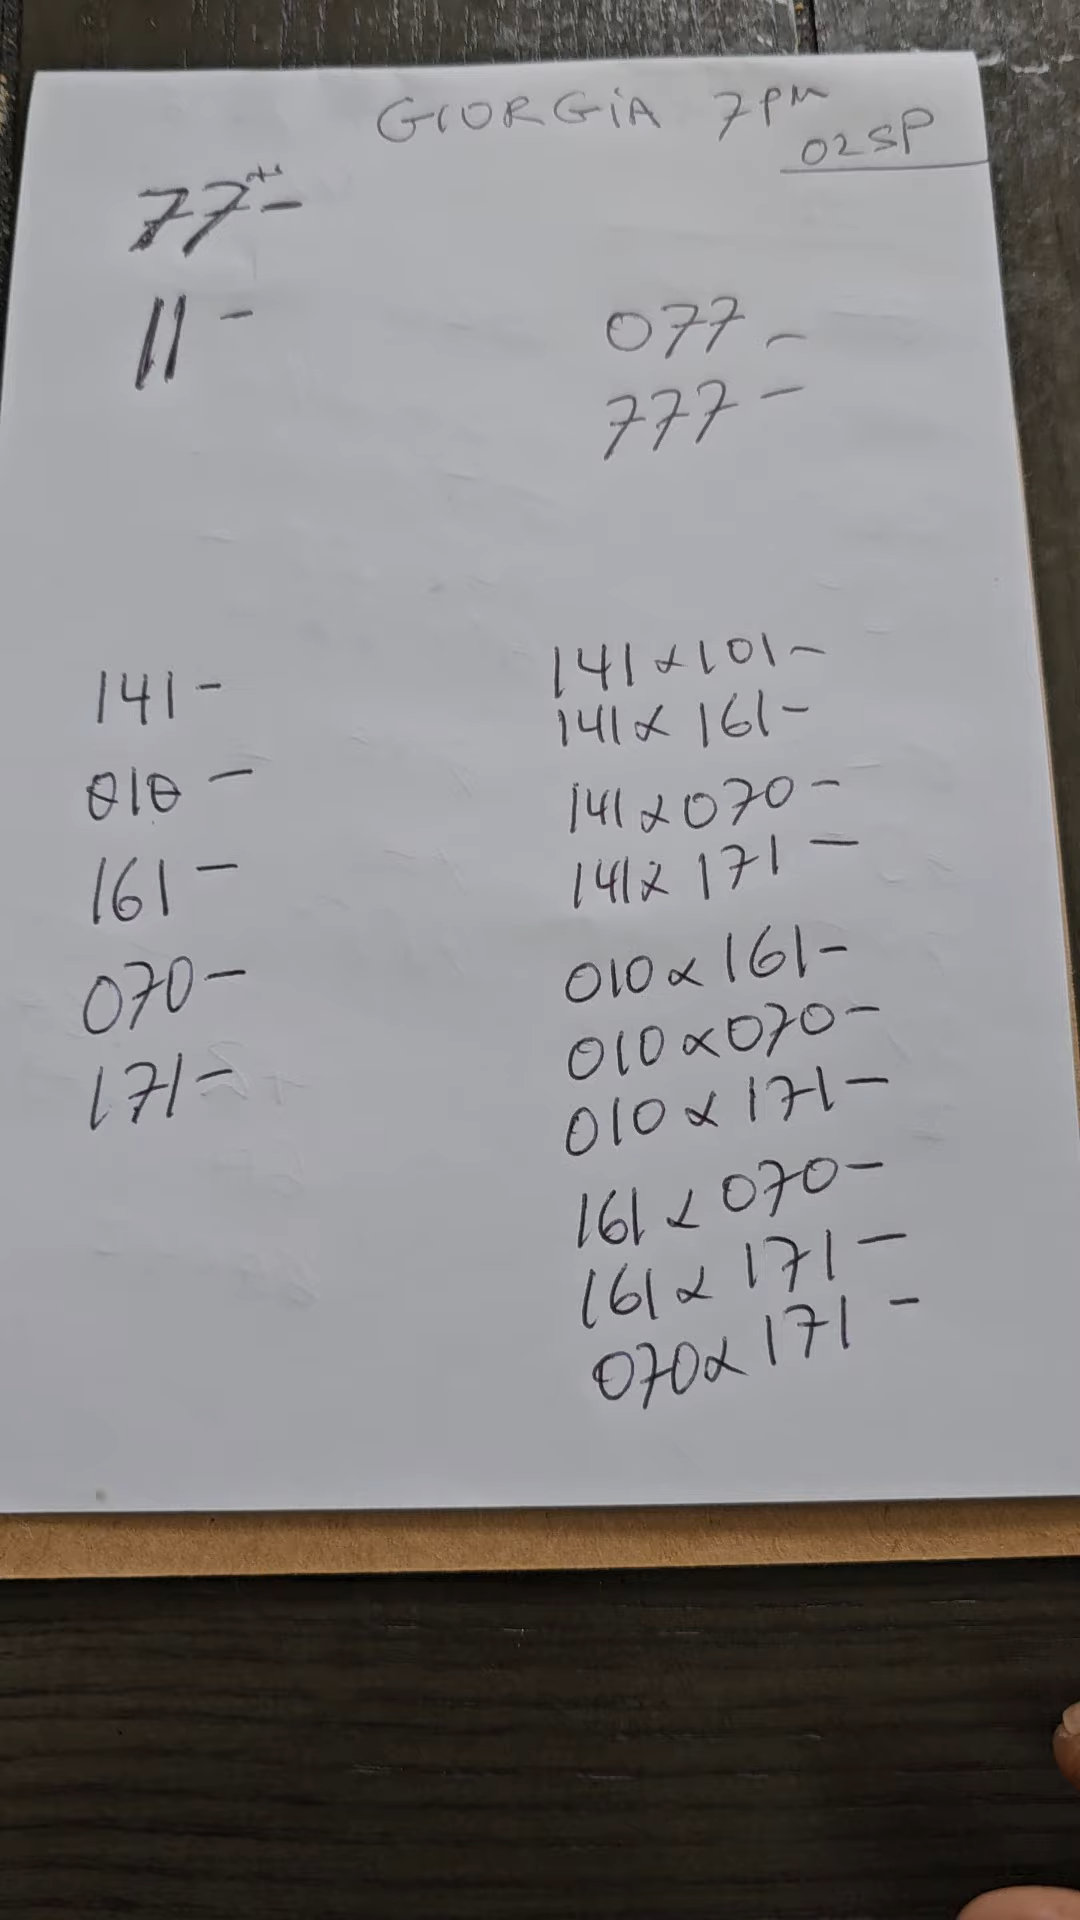 GIORGIA 7pm
02SP
77-
11-
077-
777-
141-
010-
161-
070-
171-
141x101-
141x161-
141x070-
141x171-
010x161-
010x070-
010x171-
161x070-
161x171-
070x171-